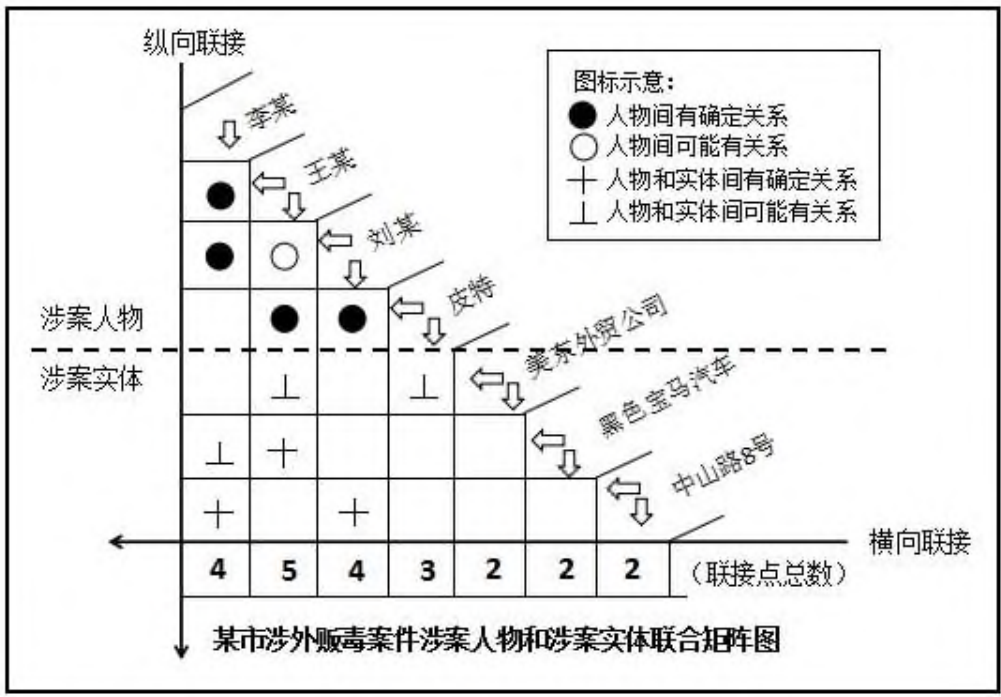 纵向联接
图标示意：
人物间有确定关系
人物间可能有关系
人物和实体间有确定关系
人物和实体间可能有关系
李某
王某
刘某
皮特
美东外贸公司
黑色宝马汽车
中山路8号
涉案人物
涉案实体
横向联接
4 5 4 3 2 2 2 （联接点总数）
某市涉外贩毒案件涉案人物和涉案实体联合矩阵图